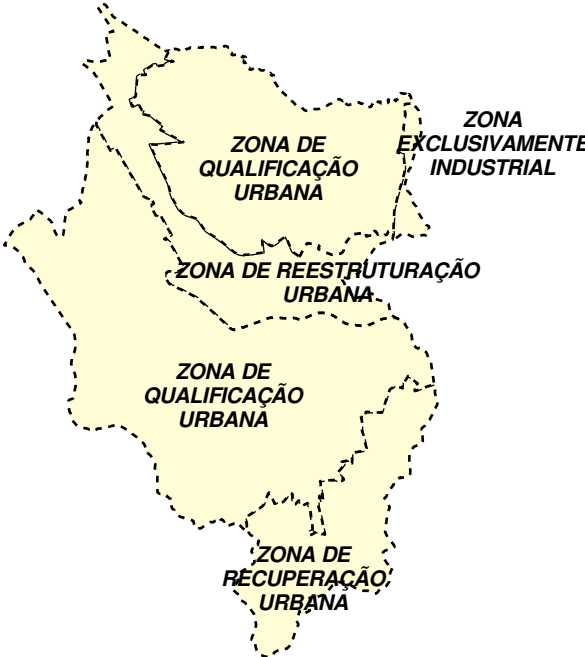 ZONA
EXCLUSIVAMENTE
INDUSTRIAL
ZONA DE
QUALIFICAÇÃO
URBANA
ZONA DE REESTRUTURAÇÃO
URBANA
ZONA DE
QUALIFICAÇÃO
URBANA
ZONA DE
RECUPERAÇÃO
URBANA